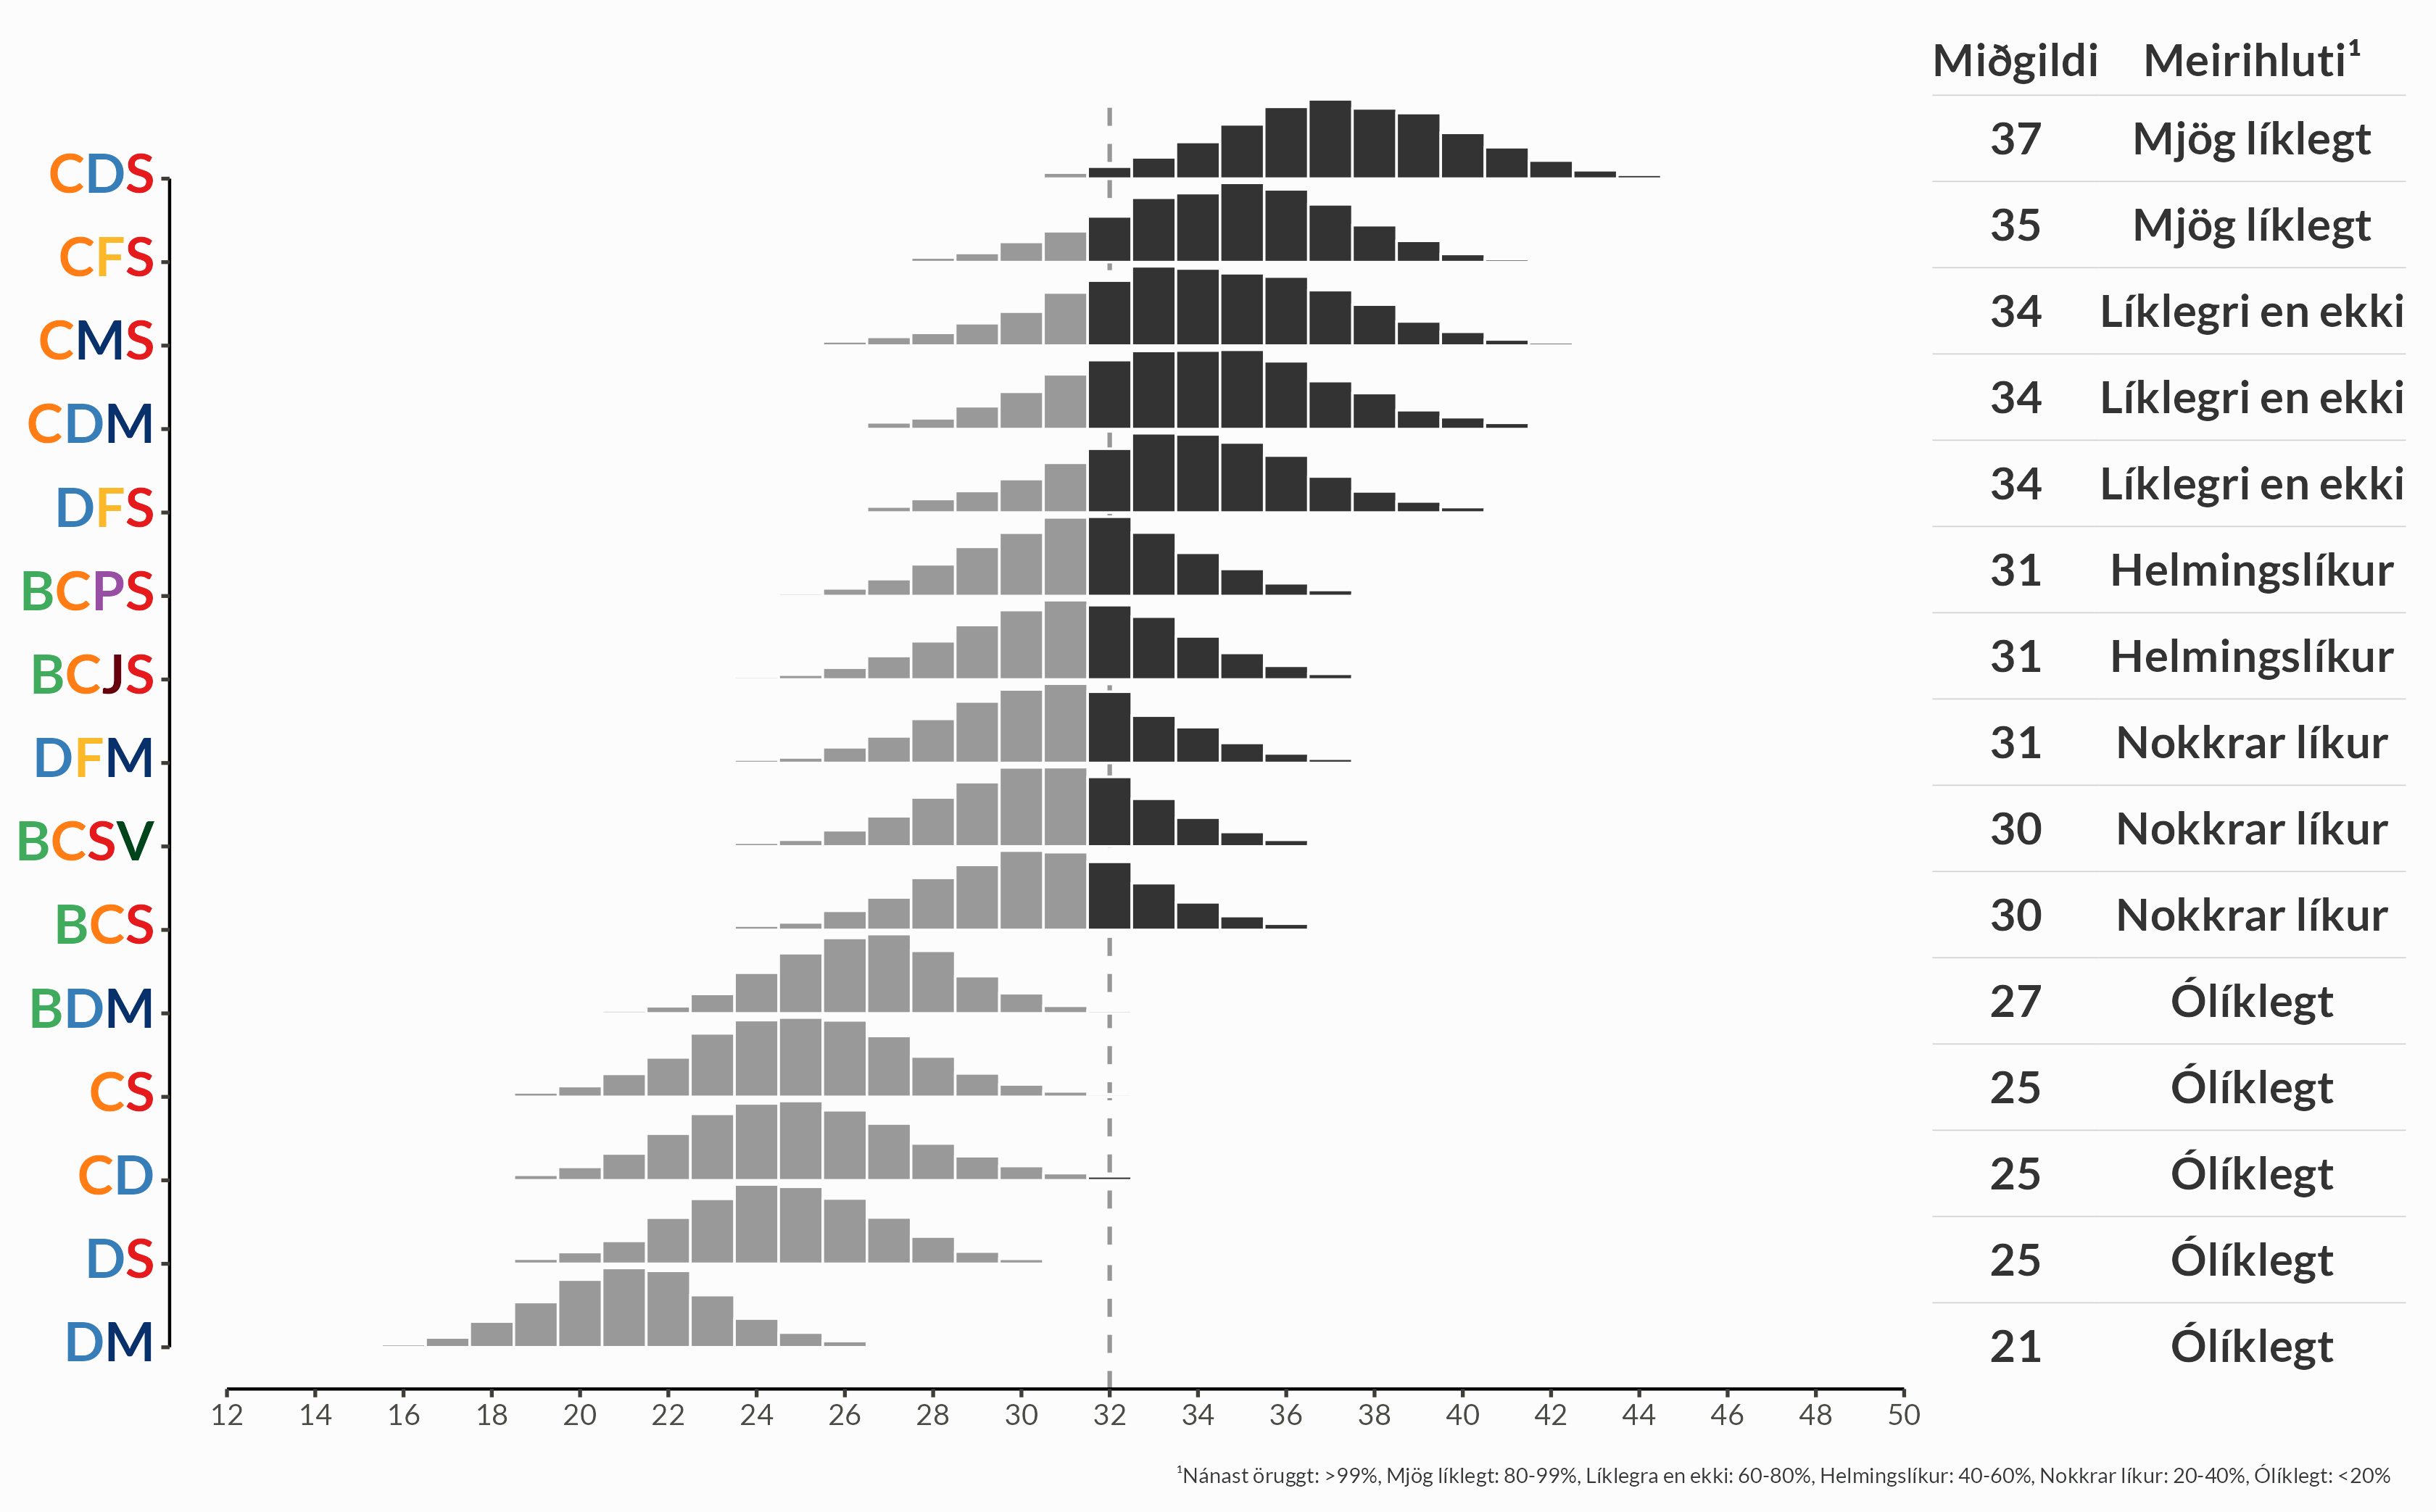 Miðgildi Meirihluti¹
CDS 37 Mjög líklegt
CFS 35 Mjög líklegt
CMS 34 Líklegri en ekki
CDM 34 Líklegri en ekki
DFS 34 Líklegri en ekki
BCPS 31 Helmingslíkur
BCJS 31 Helmingslíkur
DFM 31 Nokkrar líkur
BCSV 30 Nokkrar líkur
BCS 30 Nokkrar líkur
BDM 27 Ólíklegt
CS 25 Ólíklegt
CD 25 Ólíklegt
DS 25 Ólíklegt
DM 21 Ólíklegt
12 14 16 18 20 22 24 26 28 30 32 34 36 38 40 42 44 46 48 50
¹Nánast öruggt: >99%, Mjög líklegt: 80-99%, Líklegra en ekki: 60-80%, Helmingslíkur: 40-60%, Nokkrar líkur: 20-40%, Ólíklegt: <20%